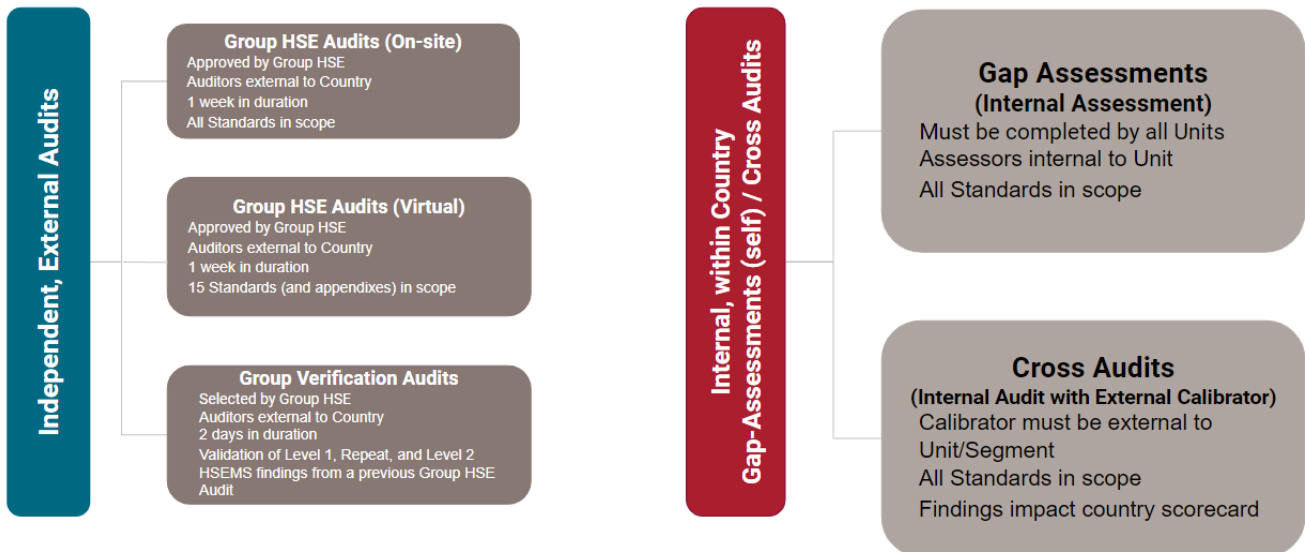 Independent, External Audits
Group HSE Audits (On-site)
Approved by Group HSE
Auditors external to Country
1 week in duration
All Standards in scope
Group HSE Audits (Virtual)
Approved by Group HSE
Auditors external to Country
1 week in duration
15 Standards (and appendixes) in scope
Group Verification Audits
Selected by Group HSE
Auditors external to Country
2 days in duration
Validation of Level 1, Repeat, and Level 2
HSEMS findings from a previous Group HSE
Audit
Internal, within Country
Gap-Assessments (self) / Cross Audits
Gap Assessments
(Internal Assessment)
Must be completed by all Units
Assessors internal to Unit
All Standards in scope
Cross Audits
(Internal Audit with External Calibrator)
Calibrator must be external to
Unit/Segment
All Standards in scope
Findings impact country scorecard